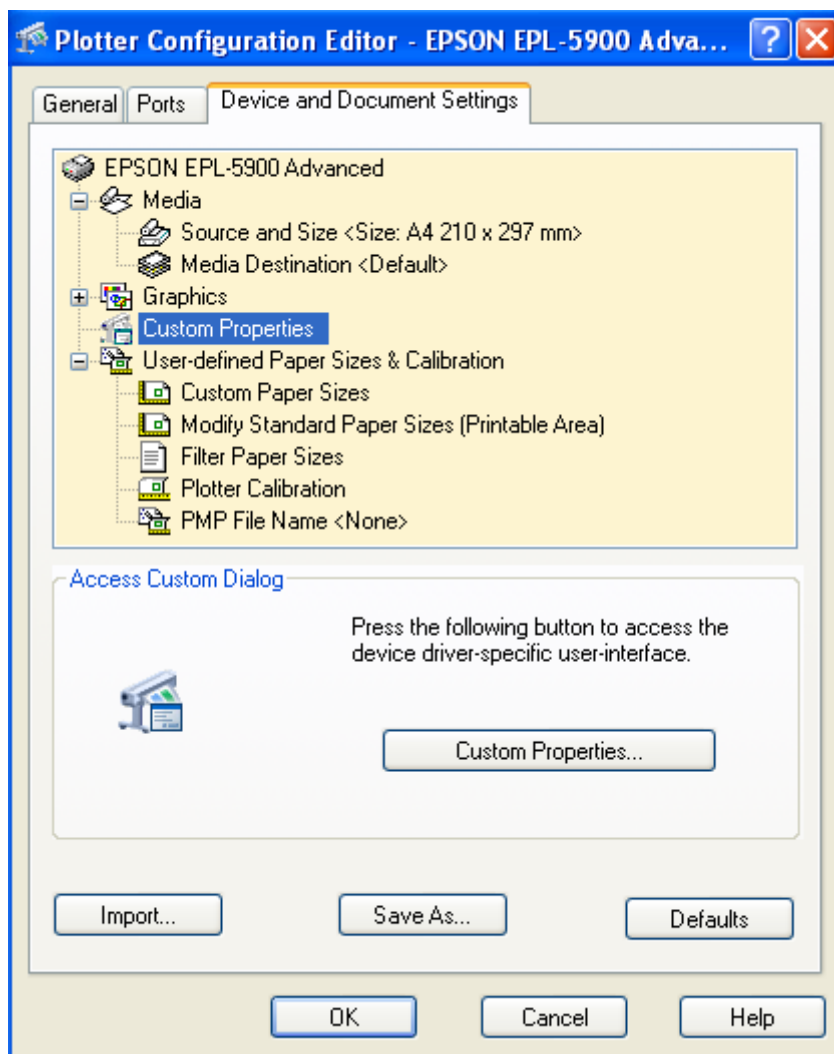 Plotter Configuration Editor - EPSON EPL-5900 Adva...
General Ports Device and Document Settings
EPSON EPL-5900 Advanced
Media
Source and Size <Size: A4 210 x 297 mm>
Media Destination <Default>
Graphics
Custom Properties
User-defined Paper Sizes & Calibration
Custom Paper Sizes
Modify Standard Paper Sizes (Printable Area)
Filter Paper Sizes
Plotter Calibration
PMP File Name <None>
Access Custom Dialog
Press the following button to access the
device driver-specific user-interface.
Custom Properties...
Import... Save As... Defaults
OK Cancel Help